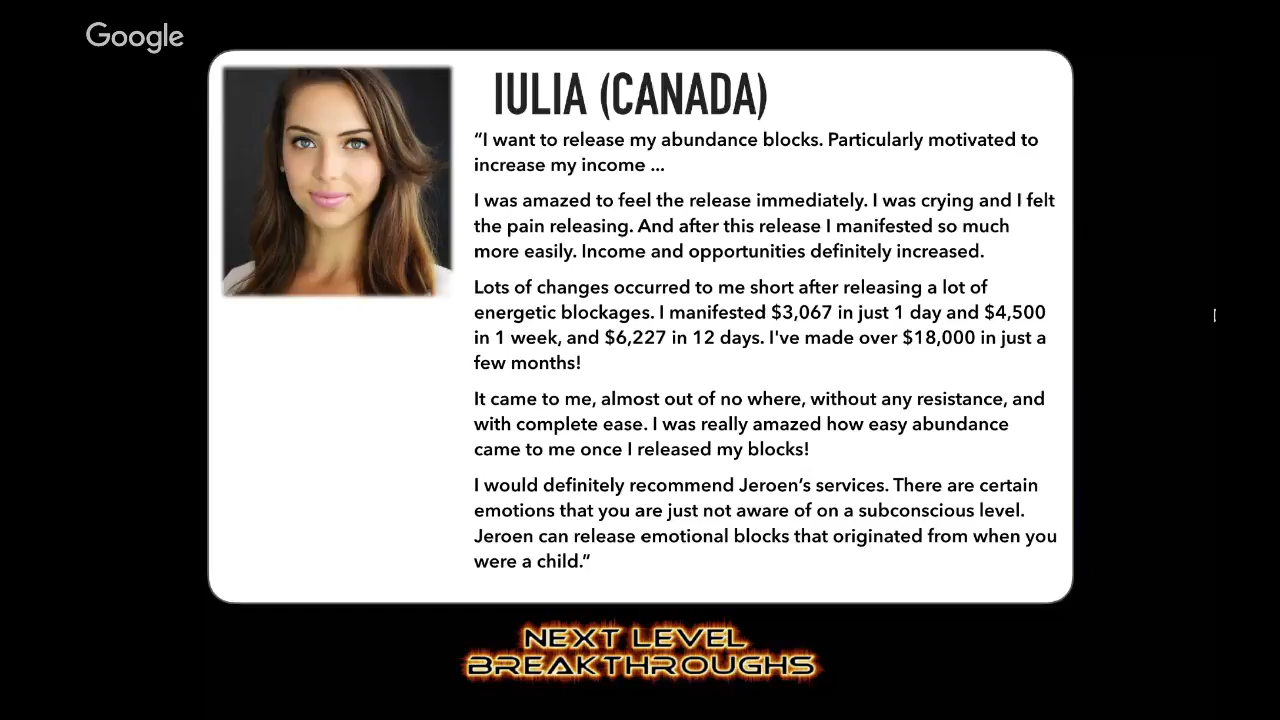 Google
IULIA (CANADA)
“I want to release my abundance blocks. Particularly motivated to
increase my income ...
I was amazed to feel the release immediately. I was crying and I felt
the pain releasing. And after this release I manifested so much
more easily. Income and opportunities definitely increased.
Lots of changes occurred to me short after releasing a lot of
energetic blockages. I manifested $3,067 in just 1 day and $4,500
in 1 week, and $6,227 in 12 days. I've made over $18,000 in just a
few months!
It came to me, almost out of no where, without any resistance, and
with complete ease. I was really amazed how easy abundance
came to me once I released my blocks!
I would definitely recommend Jeroen’s services. There are certain
emotions that you are just not aware of on a subconscious level.
Jeroen can release emotional blocks that originated from when you
were a child.”
NEXT LEVEL
BREAKTHROUGHS